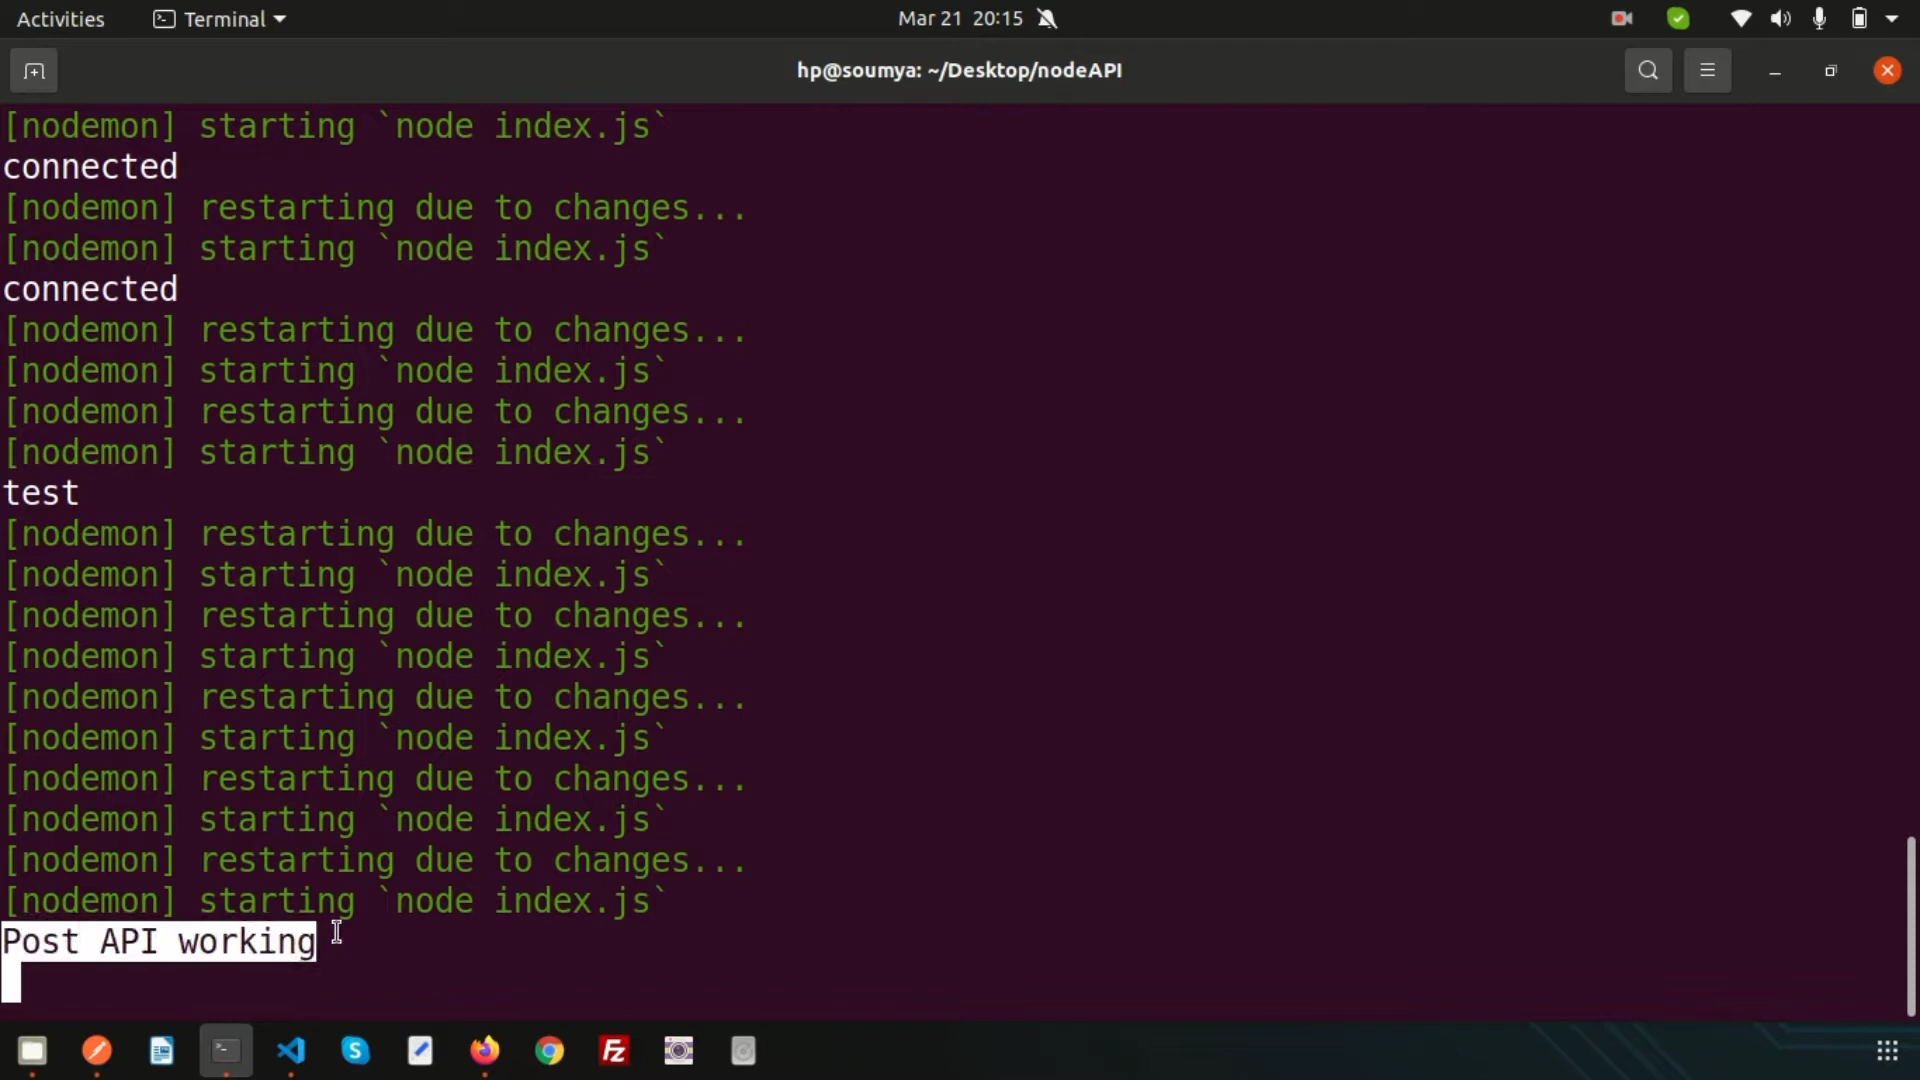 Activities
Terminal
Mar 21 20:15
hp@soumya: ~/Desktop/nodeAPI
[nodemon] starting `node index.js`
connected
[nodemon] restarting due to changes...
[nodemon] starting `node index.js`
connected
[nodemon] restarting due to changes...
[nodemon] starting `node index.js`
[nodemon] restarting due to changes...
[nodemon] starting `node index.js`
test
[nodemon] restarting due to changes...
[nodemon] starting `node index.js`
[nodemon] restarting due to changes...
[nodemon] starting `node index.js`
[nodemon] restarting due to changes...
[nodemon] starting `node index.js`
[nodemon] restarting due to changes...
[nodemon] starting `node index.js`
[nodemon] restarting due to changes...
[nodemon] starting `node index.js`
Post API working